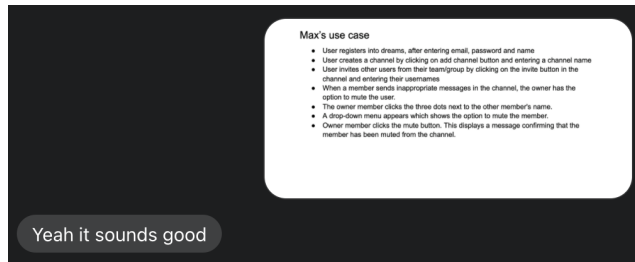 Max's use case
● User registers into dreams, after entering email, password and name
● User creates a channel by clicking on add channel button and entering a channel name
● User invites other users from their team/group by clicking on the invite button in the
channel and entering their usernames
● When a member sends inappropriate messages in the channel, the owner has the
option to mute the user.
● The owner member clicks the three dots next to the other member's name.
● A drop-down menu appears which shows the option to mute the member.
● Owner member clicks the mute button. This displays a message confirming that the
member has been muted from the channel.
Yeah it sounds good